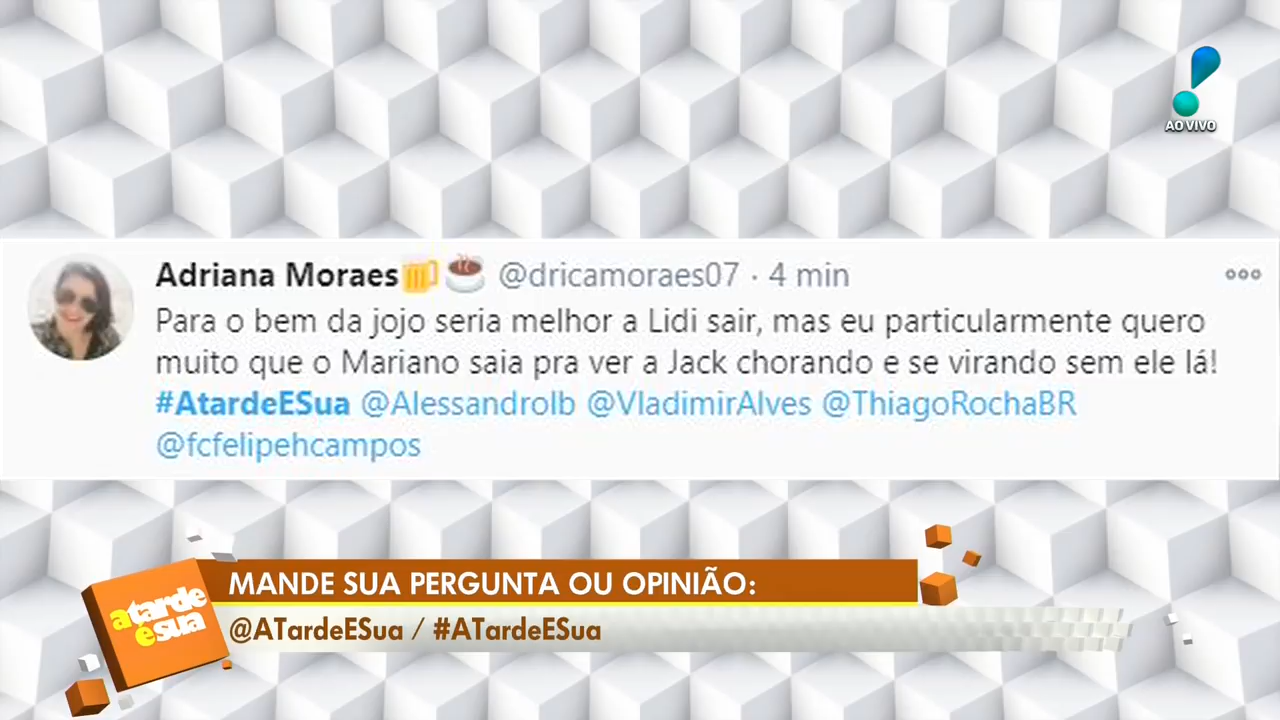 AO VIVO
Adriana Moraes🍺☕ @dricamoraes07 · 4 min
Para o bem da jojo seria melhor a Lidi sair, mas eu particularmente quero
muito que o Mariano saia pra ver a Jack chorando e se virando sem ele lá!
#AtardeESua @Alessandrolb @VladimirAlves @ThiagoRochaBR
@fcfelipehcampos
MANDE SUA PERGUNTA OU OPINIÃO:
a tarde
é sua
@ATardeESua / #ATardeESua